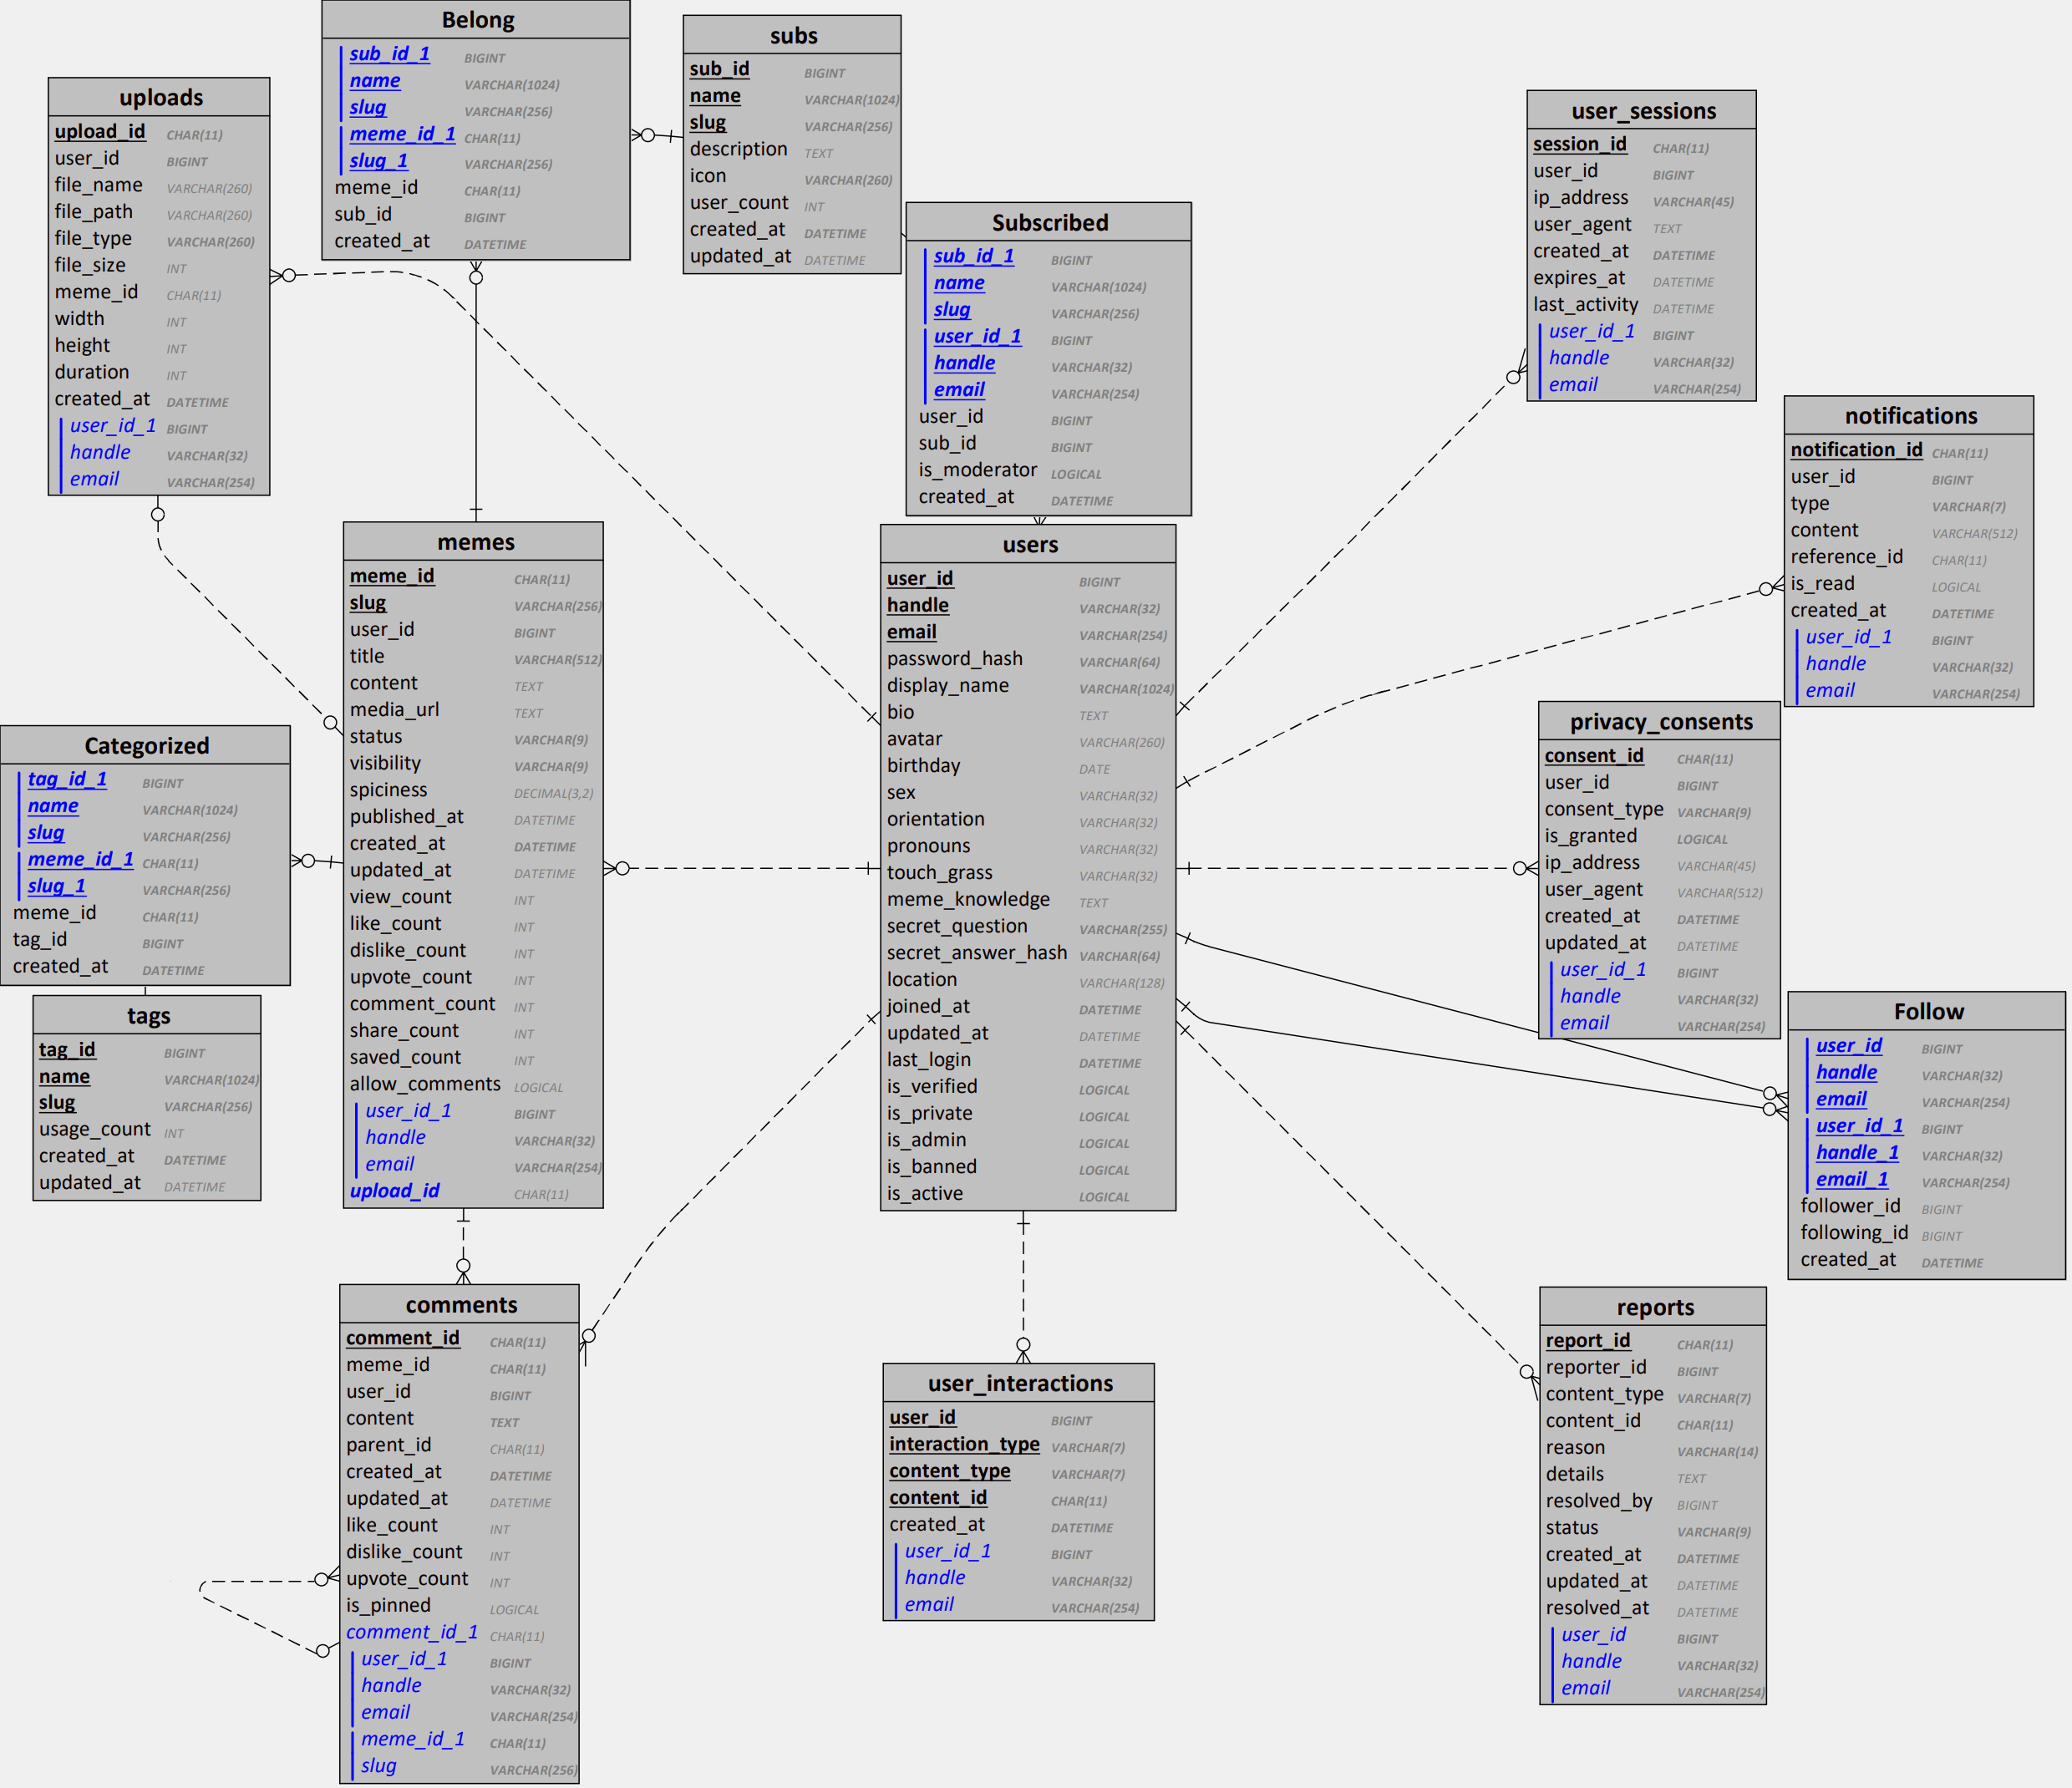 Belong
sub_id_1 BIGINT
name VARCHAR(1024)
slug VARCHAR(256)
meme_id_1 CHAR(11)
slug_1 VARCHAR(256)
meme_id CHAR(11)
sub_id BIGINT
created_at DATETIME
subs
sub_id BIGINT
name VARCHAR(1024)
slug VARCHAR(256)
description TEXT
icon VARCHAR(260)
user_count INT
created_at DATETIME
updated_at DATETIME
uploads
upload_id CHAR(11)
user_id BIGINT
file_name VARCHAR(260)
file_path VARCHAR(260)
file_type VARCHAR(260)
file_size INT
meme_id CHAR(11)
width INT
height INT
duration INT
created_at DATETIME
user_id_1 BIGINT
handle VARCHAR(32)
email VARCHAR(254)
Subscribed
sub_id_1 BIGINT
name VARCHAR(1024)
slug VARCHAR(256)
user_id_1 BIGINT
handle VARCHAR(32)
email VARCHAR(254)
user_id BIGINT
sub_id BIGINT
is_moderator LOGICAL
created_at DATETIME
user_sessions
session_id CHAR(11)
user_id BIGINT
ip_address VARCHAR(45)
user_agent TEXT
created_at DATETIME
expires_at DATETIME
last_activity DATETIME
user_id_1 BIGINT
handle VARCHAR(32)
email VARCHAR(254)
notifications
notification_id CHAR(11)
user_id BIGINT
type VARCHAR(7)
content VARCHAR(512)
reference_id CHAR(11)
is_read LOGICAL
created_at DATETIME
user_id_1 BIGINT
handle VARCHAR(32)
email VARCHAR(254)
memes
meme_id CHAR(11)
slug VARCHAR(256)
user_id BIGINT
title VARCHAR(512)
content TEXT
media_url TEXT
status VARCHAR(9)
visibility VARCHAR(9)
spiciness DECIMAL(3,2)
published_at DATETIME
created_at DATETIME
updated_at DATETIME
view_count INT
like_count INT
dislike_count INT
upvote_count INT
comment_count INT
share_count INT
saved_count INT
allow_comments LOGICAL
user_id_1 BIGINT
handle VARCHAR(32)
email VARCHAR(254)
upload_id CHAR(11)
users
user_id BIGINT
handle VARCHAR(32)
email VARCHAR(254)
password_hash VARCHAR(64)
display_name VARCHAR(1024)
bio TEXT
avatar VARCHAR(260)
birthday DATE
sex VARCHAR(32)
orientation VARCHAR(32)
pronouns VARCHAR(32)
touch_grass VARCHAR(32)
meme_knowledge TEXT
secret_question VARCHAR(255)
secret_answer_hash VARCHAR(64)
location VARCHAR(128)
joined_at DATETIME
updated_at DATETIME
last_login DATETIME
is_verified LOGICAL
is_private LOGICAL
is_admin LOGICAL
is_banned LOGICAL
is_active LOGICAL
privacy_consents
consent_id CHAR(11)
user_id BIGINT
consent_type VARCHAR(9)
is_granted LOGICAL
ip_address VARCHAR(45)
user_agent VARCHAR(512)
created_at DATETIME
updated_at DATETIME
user_id_1 BIGINT
handle VARCHAR(32)
email VARCHAR(254)
Categorized
tag_id_1 BIGINT
name VARCHAR(1024)
slug VARCHAR(256)
meme_id_1 CHAR(11)
slug_1 VARCHAR(256)
meme_id CHAR(11)
tag_id BIGINT
created_at DATETIME
tags
tag_id BIGINT
name VARCHAR(1024)
slug VARCHAR(256)
usage_count INT
created_at DATETIME
updated_at DATETIME
Follow
user_id BIGINT
handle VARCHAR(32)
email VARCHAR(254)
user_id_1 BIGINT
handle_1 VARCHAR(32)
email_1 VARCHAR(254)
follower_id BIGINT
following_id BIGINT
created_at DATETIME
comments
comment_id CHAR(11)
meme_id CHAR(11)
user_id BIGINT
content TEXT
parent_id CHAR(11)
created_at DATETIME
updated_at DATETIME
like_count INT
dislike_count INT
upvote_count INT
is_pinned LOGICAL
comment_id_1 CHAR(11)
user_id_1 BIGINT
handle VARCHAR(32)
email VARCHAR(254)
meme_id_1 CHAR(11)
slug VARCHAR(256)
user_interactions
user_id BIGINT
interaction_type VARCHAR(7)
content_type VARCHAR(7)
content_id CHAR(11)
created_at DATETIME
user_id_1 BIGINT
handle VARCHAR(32)
email VARCHAR(254)
reports
report_id CHAR(11)
reporter_id BIGINT
content_type VARCHAR(7)
content_id CHAR(11)
reason VARCHAR(14)
details TEXT
resolved_by BIGINT
status VARCHAR(9)
created_at DATETIME
updated_at DATETIME
resolved_at DATETIME
user_id BIGINT
handle VARCHAR(32)
email VARCHAR(254)